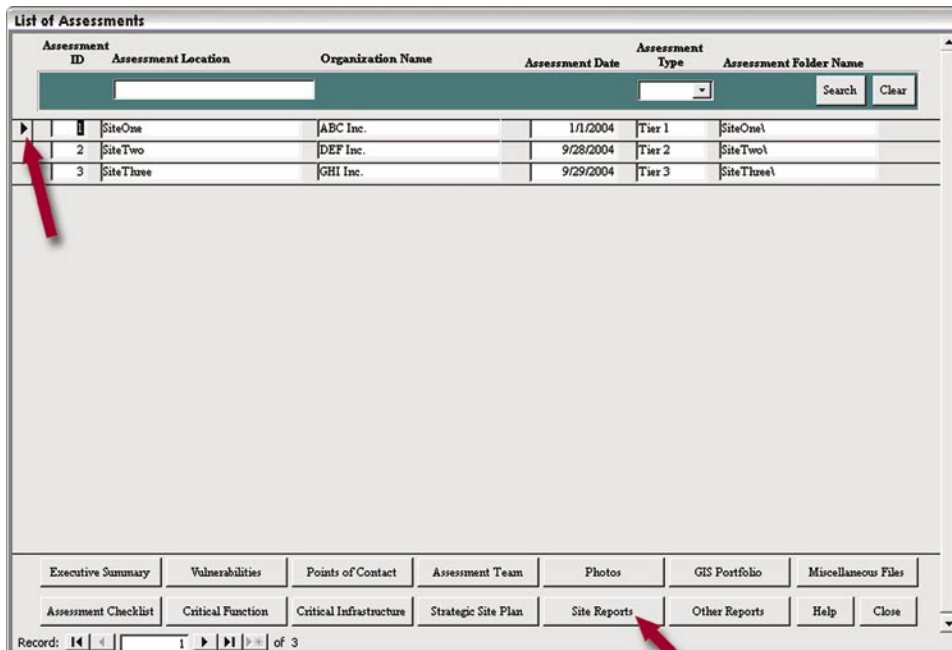 List of Assessments
Assessment ID Assessment Location Organization Name Assessment Date Assessment Type Assessment Folder Name
Search Clear
1 SiteOne ABC Inc. 1/1/2004 Tier 1 SiteOne\
2 SiteTwo DEF Inc. 9/28/2004 Tier 2 SiteTwo\
3 SiteThree GHI Inc. 9/29/2004 Tier 3 SiteThree\
Executive Summary Vulnerabilities Points of Contact Assessment Team Photos GIS Portfolio Miscellaneous Files
Assessment Checklist Critical Function Critical Infrastructure Strategic Site Plan Site Reports Other Reports Help Close
Record: 1 of 3